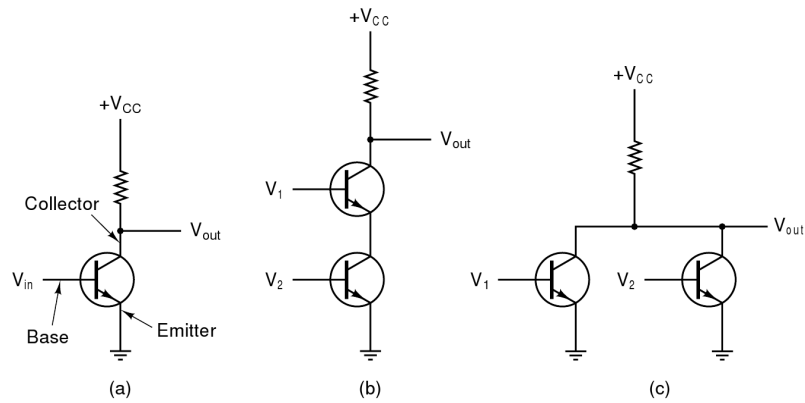 +VCC
Collector
Vout
Vin
Base
Emitter
(a)
+VCC
Vout
V1
V2
(b)
+VCC
Vout
V1
V2
(c)